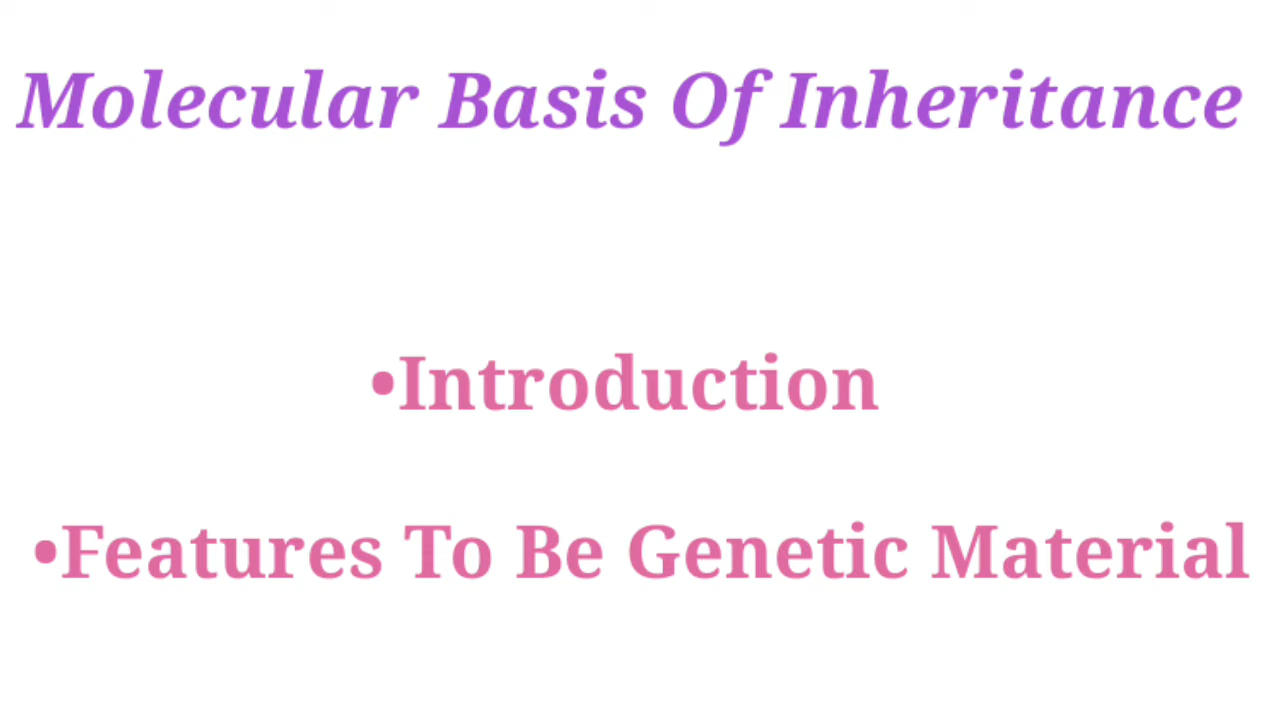 Molecular Basis Of Inheritance
•Introduction
•Features To Be Genetic Material